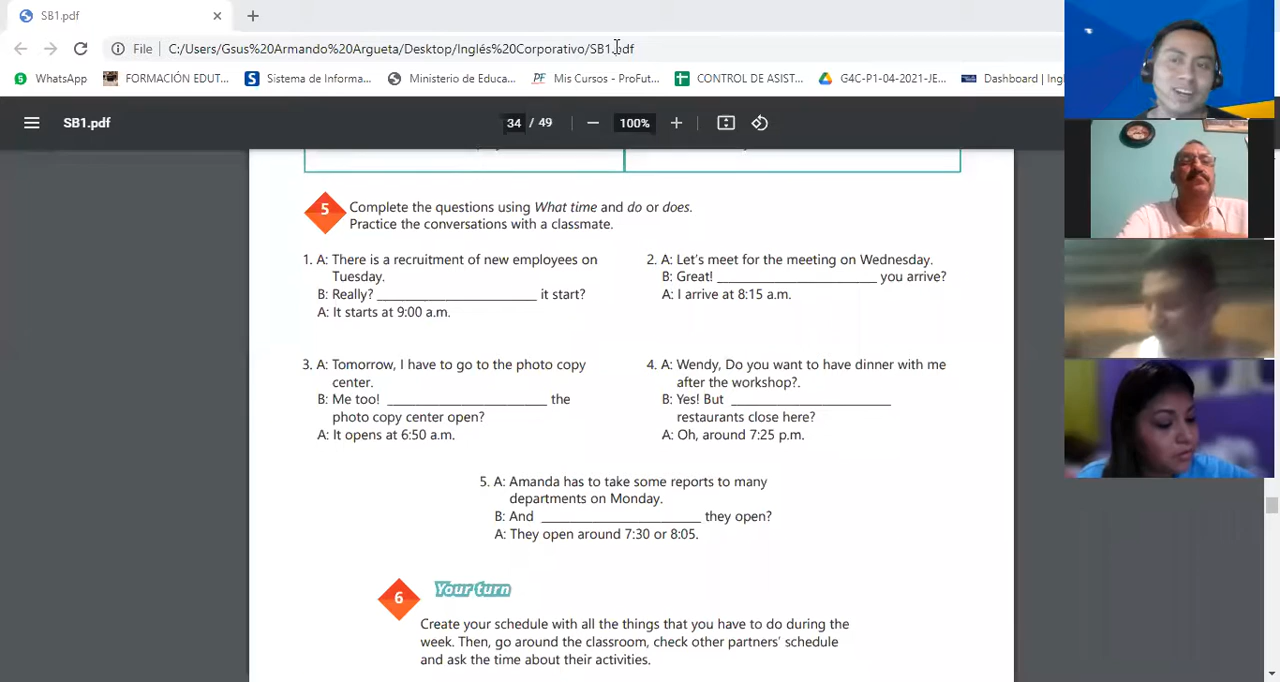 SB1.pdf
File C:/Users/Gsus%20Armando%20Argueta/Desktop/Inglés%20Corporativo/SB1.pdf
WhatsApp FORMACIÓN EDUT... Sistema de Informa... Ministerio de Educa... PF Mis Cursos - ProFut... CONTROL DE ASIST... G4C-P1-04-2021-JE... Dashboard | Ingl
SB1.pdf 34 / 49 100%
5 Complete the questions using What time and do or does.
Practice the conversations with a classmate.
1. A: There is a recruitment of new employees on
Tuesday.
B: Really? ____________________ it start?
A: It starts at 9:00 a.m.
2. A: Let's meet for the meeting on Wednesday.
B: Great! ____________________ you arrive?
A: I arrive at 8:15 a.m.
3. A: Tomorrow, I have to go to the photo copy
center.
B: Me too! ____________________ the
photo copy center open?
A: It opens at 6:50 a.m.
4. A: Wendy, Do you want to have dinner with me
after the workshop?.
B: Yes! But ____________________
restaurants close here?
A: Oh, around 7:25 p.m.
5. A: Amanda has to take some reports to many
departments on Monday.
B: And ____________________ they open?
A: They open around 7:30 or 8:05.
6 Your turn
Create your schedule with all the things that you have to do during the
week. Then, go around the classroom, check other partners' schedule
and ask the time about their activities.